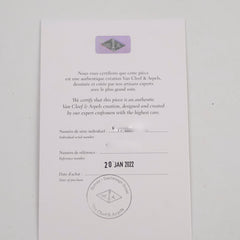 Nous vous certifions que cette pièce
est une authentique création Van Cleef & Arpels,
dessinée et créée par nos artisans experts
avec le plus grand soin.
We certify that this piece is an authentic
Van Cleef & Arpels creation, designed and created
by our expert craftsmen with the highest care.
Numéro de série individuel
Individual serial number
Numéro de référence
Reference number
20 JAN 2022
Date d'achat
Date of purchase
Van Cleef & Arpels